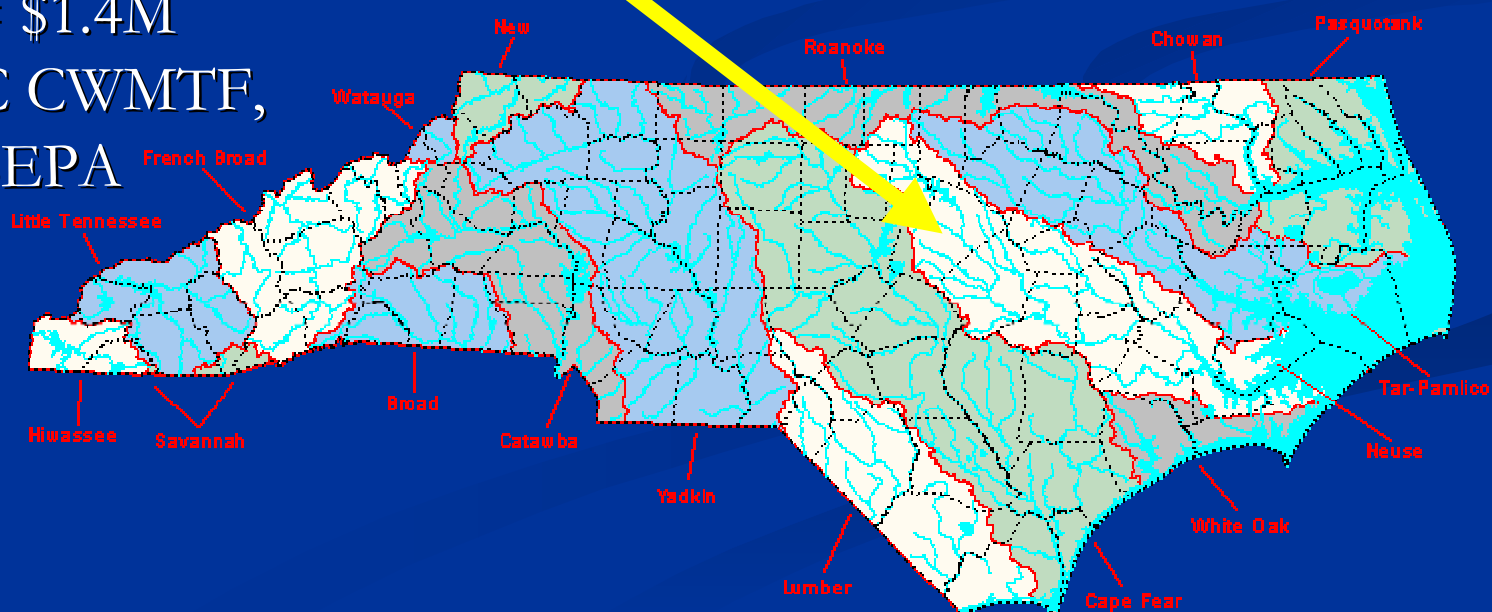 $1.4M
CWMTF,
EPA
New
Pasquotank
Chowan
Roanoke
Watauga
French Broad
Little Tennessee
Tar-Pamlico
Broad
Hiwassee
Savannah
Catawba
Neuse
Yadkin
White Oak
Lumber
Cape Fear